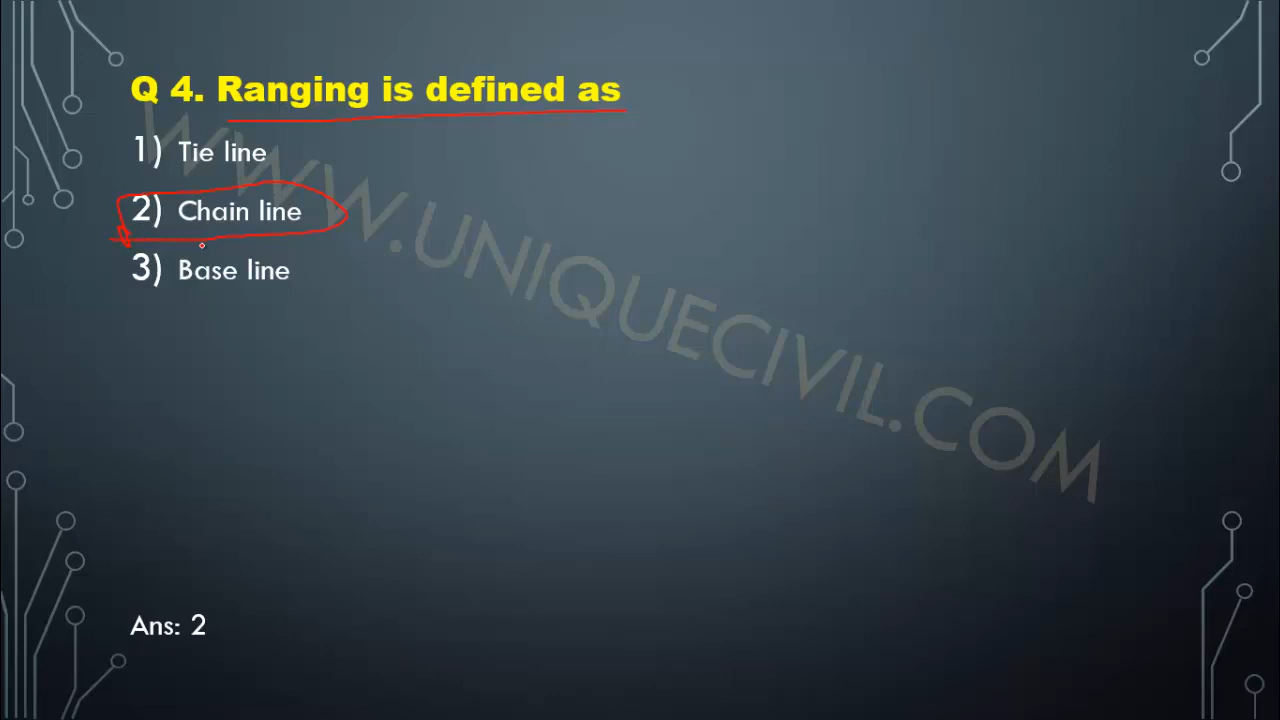 Q 4. Ranging is defined as
1) Tie line
2) Chain line
3) Base line
WWW.UNIQUECIVIL.COM
Ans: 2